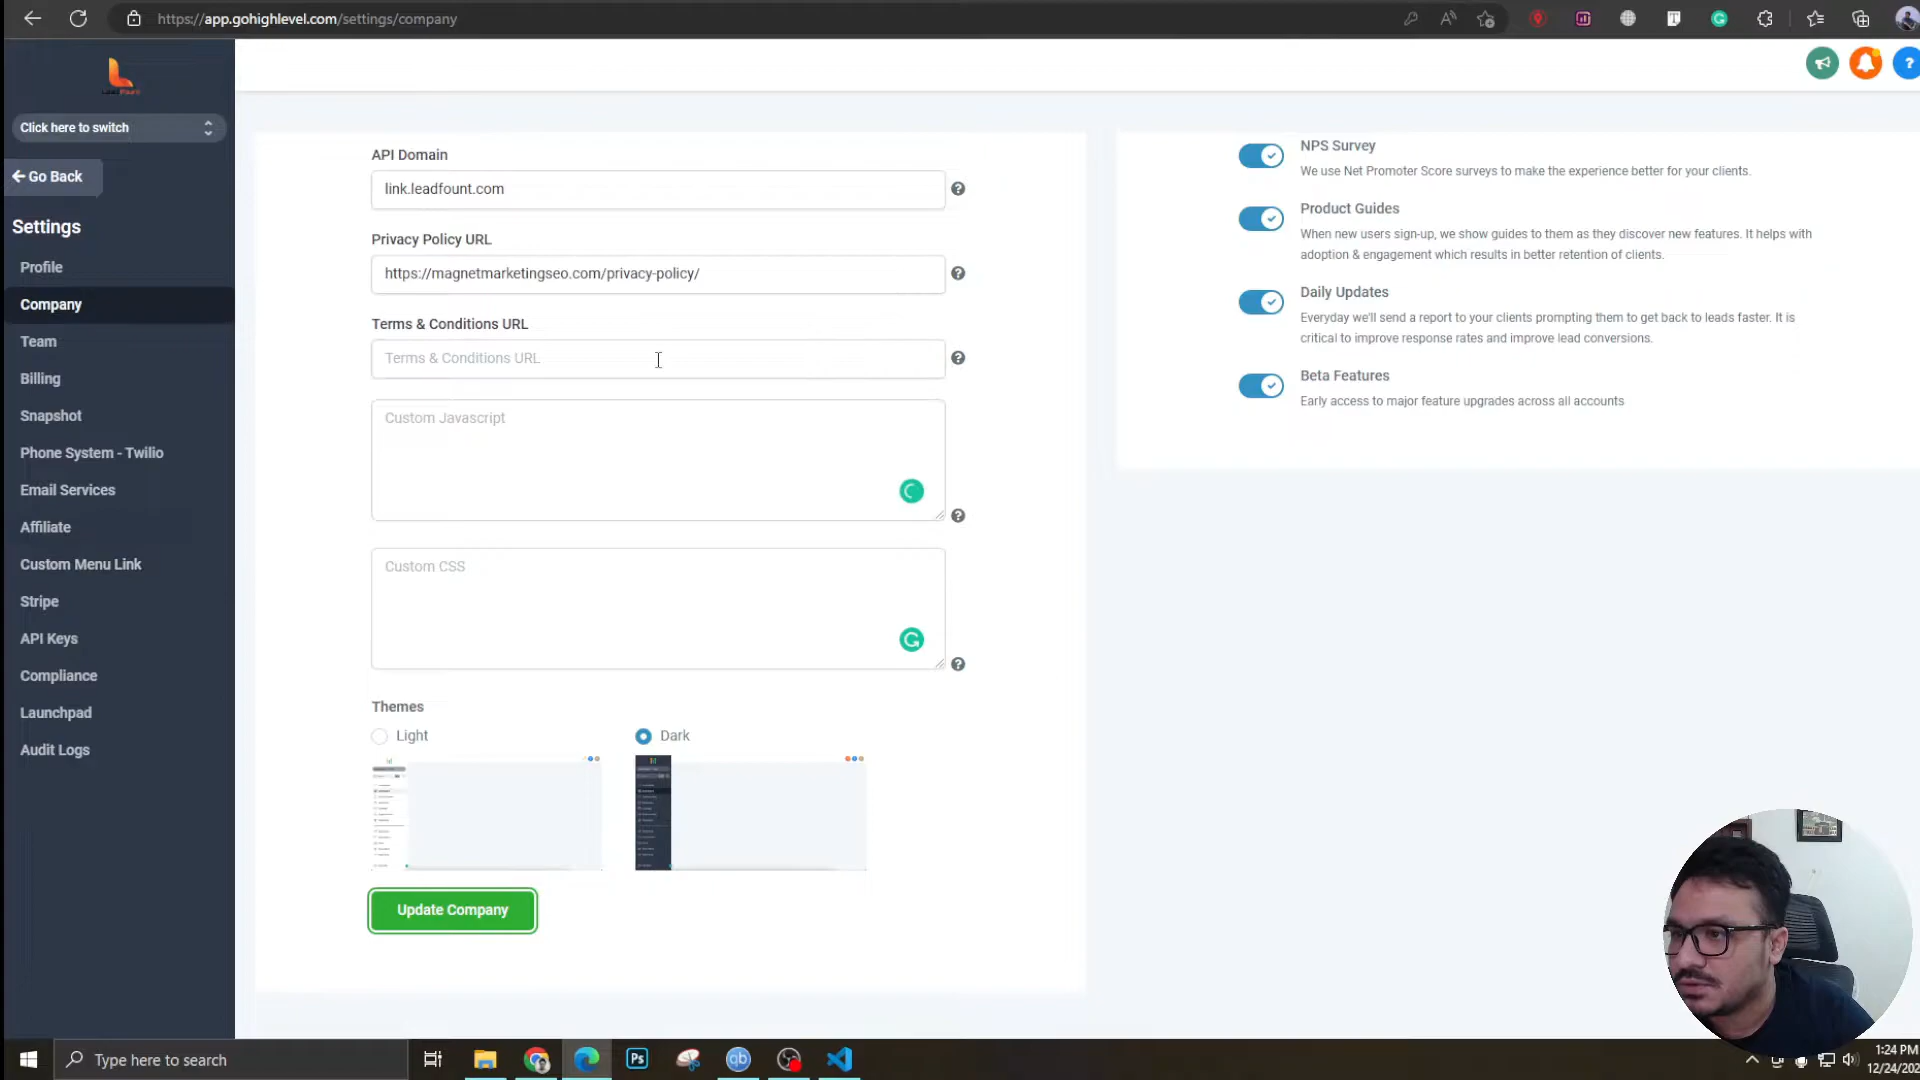 https://app.gohighlevel.com/settings/company
Click here to switch
Go Back
Settings
Profile
Company
Team
Billing
Snapshot
Phone System - Twilio
Email Services
Affiliate
Custom Menu Link
Stripe
API Keys
Compliance
Launchpad
Audit Logs
API Domain
link.leadfount.com
Privacy Policy URL
https://magnetmarketingseo.com/privacy-policy/
Terms & Conditions URL
Terms & Conditions URL
Custom Javascript
Custom CSS
Themes
Light
Dark
Update Company
NPS Survey
We use Net Promoter Score surveys to make the experience better for your clients.
Product Guides
When new users sign-up, we show guides to them as they discover new features. It helps with
adoption & engagement which results in better retention of clients.
Daily Updates
Everyday we'll send a report to your clients prompting them to get back to leads faster. It is
critical to improve response rates and improve lead conversions.
Beta Features
Early access to major feature upgrades across all accounts
Type here to search
Ps
qb
1:24 PM